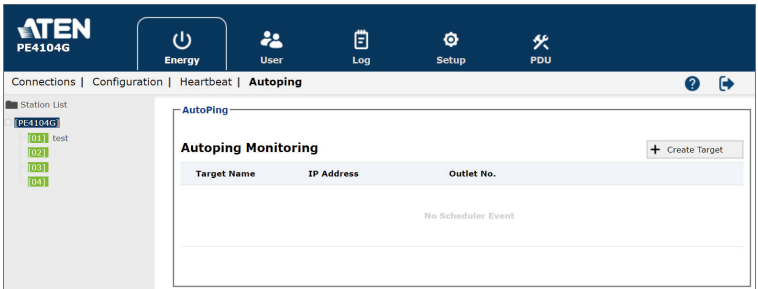 ATEN
PE4104G
Energy User Log Setup PDU
Connections | Configuration | Heartbeat | Autoping
Station List
[PE4104G]
[01] test
[02]
[03]
[04]
AutoPing
Autoping Monitoring
+ Create Target
Target Name IP Address Outlet No.
No Scheduler Event